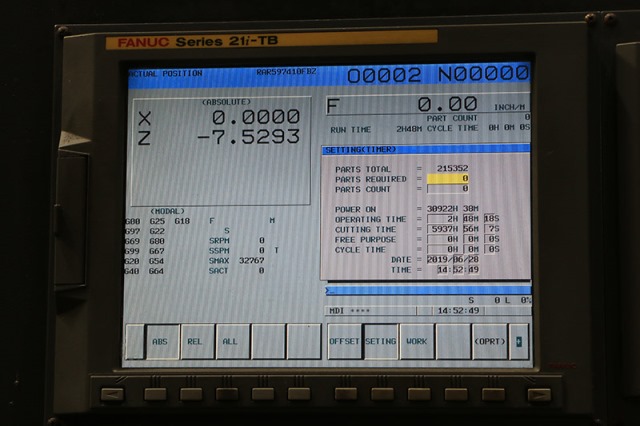 FANUC Series 21i-TB
ACTUAL POSITION RAR597410FBZ O0002 N00000
(ABSOLUTE)
X 0.0000
Z -7.5293
F 0.00 INCH/M
PART COUNT 0
RUN TIME 2H48M CYCLE TIME 0H 0M 0S
SETTING(TIMER)
PARTS TOTAL = 215352
PARTS REQUIRED = 0
PARTS COUNT = 0
POWER ON = 30922H 38M
OPERATING TIME = 2H 48M 18S
CUTTING TIME = 5937H 56M 7S
FREE PURPOSE = 0H 0M 0S
CYCLE TIME = 0H 0M 0S
DATE = 2019/06/28
TIME = 14:52:49
(MODAL)
G80 G25 G18 F M
G97 G22 S
G69 G80 SRPM 0
G99 G67 SSPM 0 T
G20 G54 SMAX 32767
G40 G64 SACT 0
>_
S 0 L 0%
MDI **** 14:52:49
ABS REL ALL OFFSET SETING WORK (OPRT)